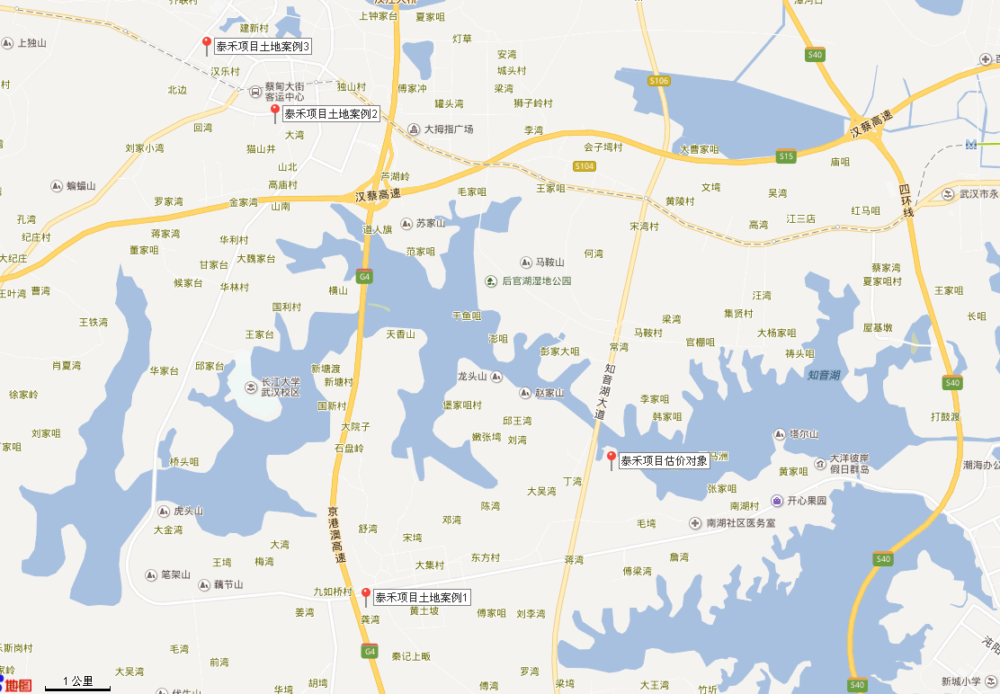 上钟家台
夏家咀
建新村
灯草
上独山
泰禾项目土地案例3
安湾
城头村
S40
汉乐村
S106
北边
蔡甸大街
客运中心
独山村
傅家冲
梁湾
罐头湾
狮子岭村
泰禾项目土地案例2
回湾
大湾
大拇指广场
李湾
汉蔡高速
刘家小湾
猫山井
会子埫村
大曹家咀
S15
庙咀
山北
S104
芦湖岭
蝙蝠山
高庙村
毛家咀
王家咀
文埫
吴湾
四环线
武汉市永
罗家湾
金家湾
山南
汉蔡高速
黄陵村
红马咀
江三店
孔湾
道人旗
苏家山
宋湾村
高湾
纪庄村
蒋家湾
华利村
董家湾
范家咀
何湾
大纪庄
甘家台
大魏家台
马鞍山
蔡家湾
G4
后官湖湿地公园
夏家咀村
候家台
华林村
横山
王叶湾
曹湾
汪湾
王家咀
国利村
干鱼咀
集贤村
长咀
王铁湾
梁湾
屋基墩
王家台
天香山
澎咀
马鞍村
官棚咀
大杨家咀
常湾
彭家大咀
祷头咀
肖夏湾
华家台
邱家台
新塘渡
龙头山
知音湖
长江大学
武汉校区
新塘村
知音湖大道
S40
徐家岭
赵家山
国新村
堡家咀村
李家咀
韩家咀
打鼓渡
大院子
邱王湾
刘家咀
嫩张埫
刘湾
塔尔山
石盘岭
桥头咀
泰禾项目估价对象
马洲
大洋彼岸
假日群岛
黄家咀
潮海办公
丁湾
大吴湾
张家咀
陈湾
南湖村
开心果园
虎头山
京港澳高速
邓湾
毛埫
南湖社区医务室
大金湾
舒湾
宋埫
大湾
东方村
詹湾
S40
王埫
梅湾
大集村
蒋湾
傅梁湾
笔架山
藕节山
九如桥村
泰禾项目土地案例1
姜湾
龚湾
黄土坡
傅家咀
刘李湾
毛湾
G4
秦记上畈
前湾
大吴湾
罗湾
1 公里
胡埫
华埫
傅湾
梁埫
大王湾
竹圻
S40
新城小学
地图